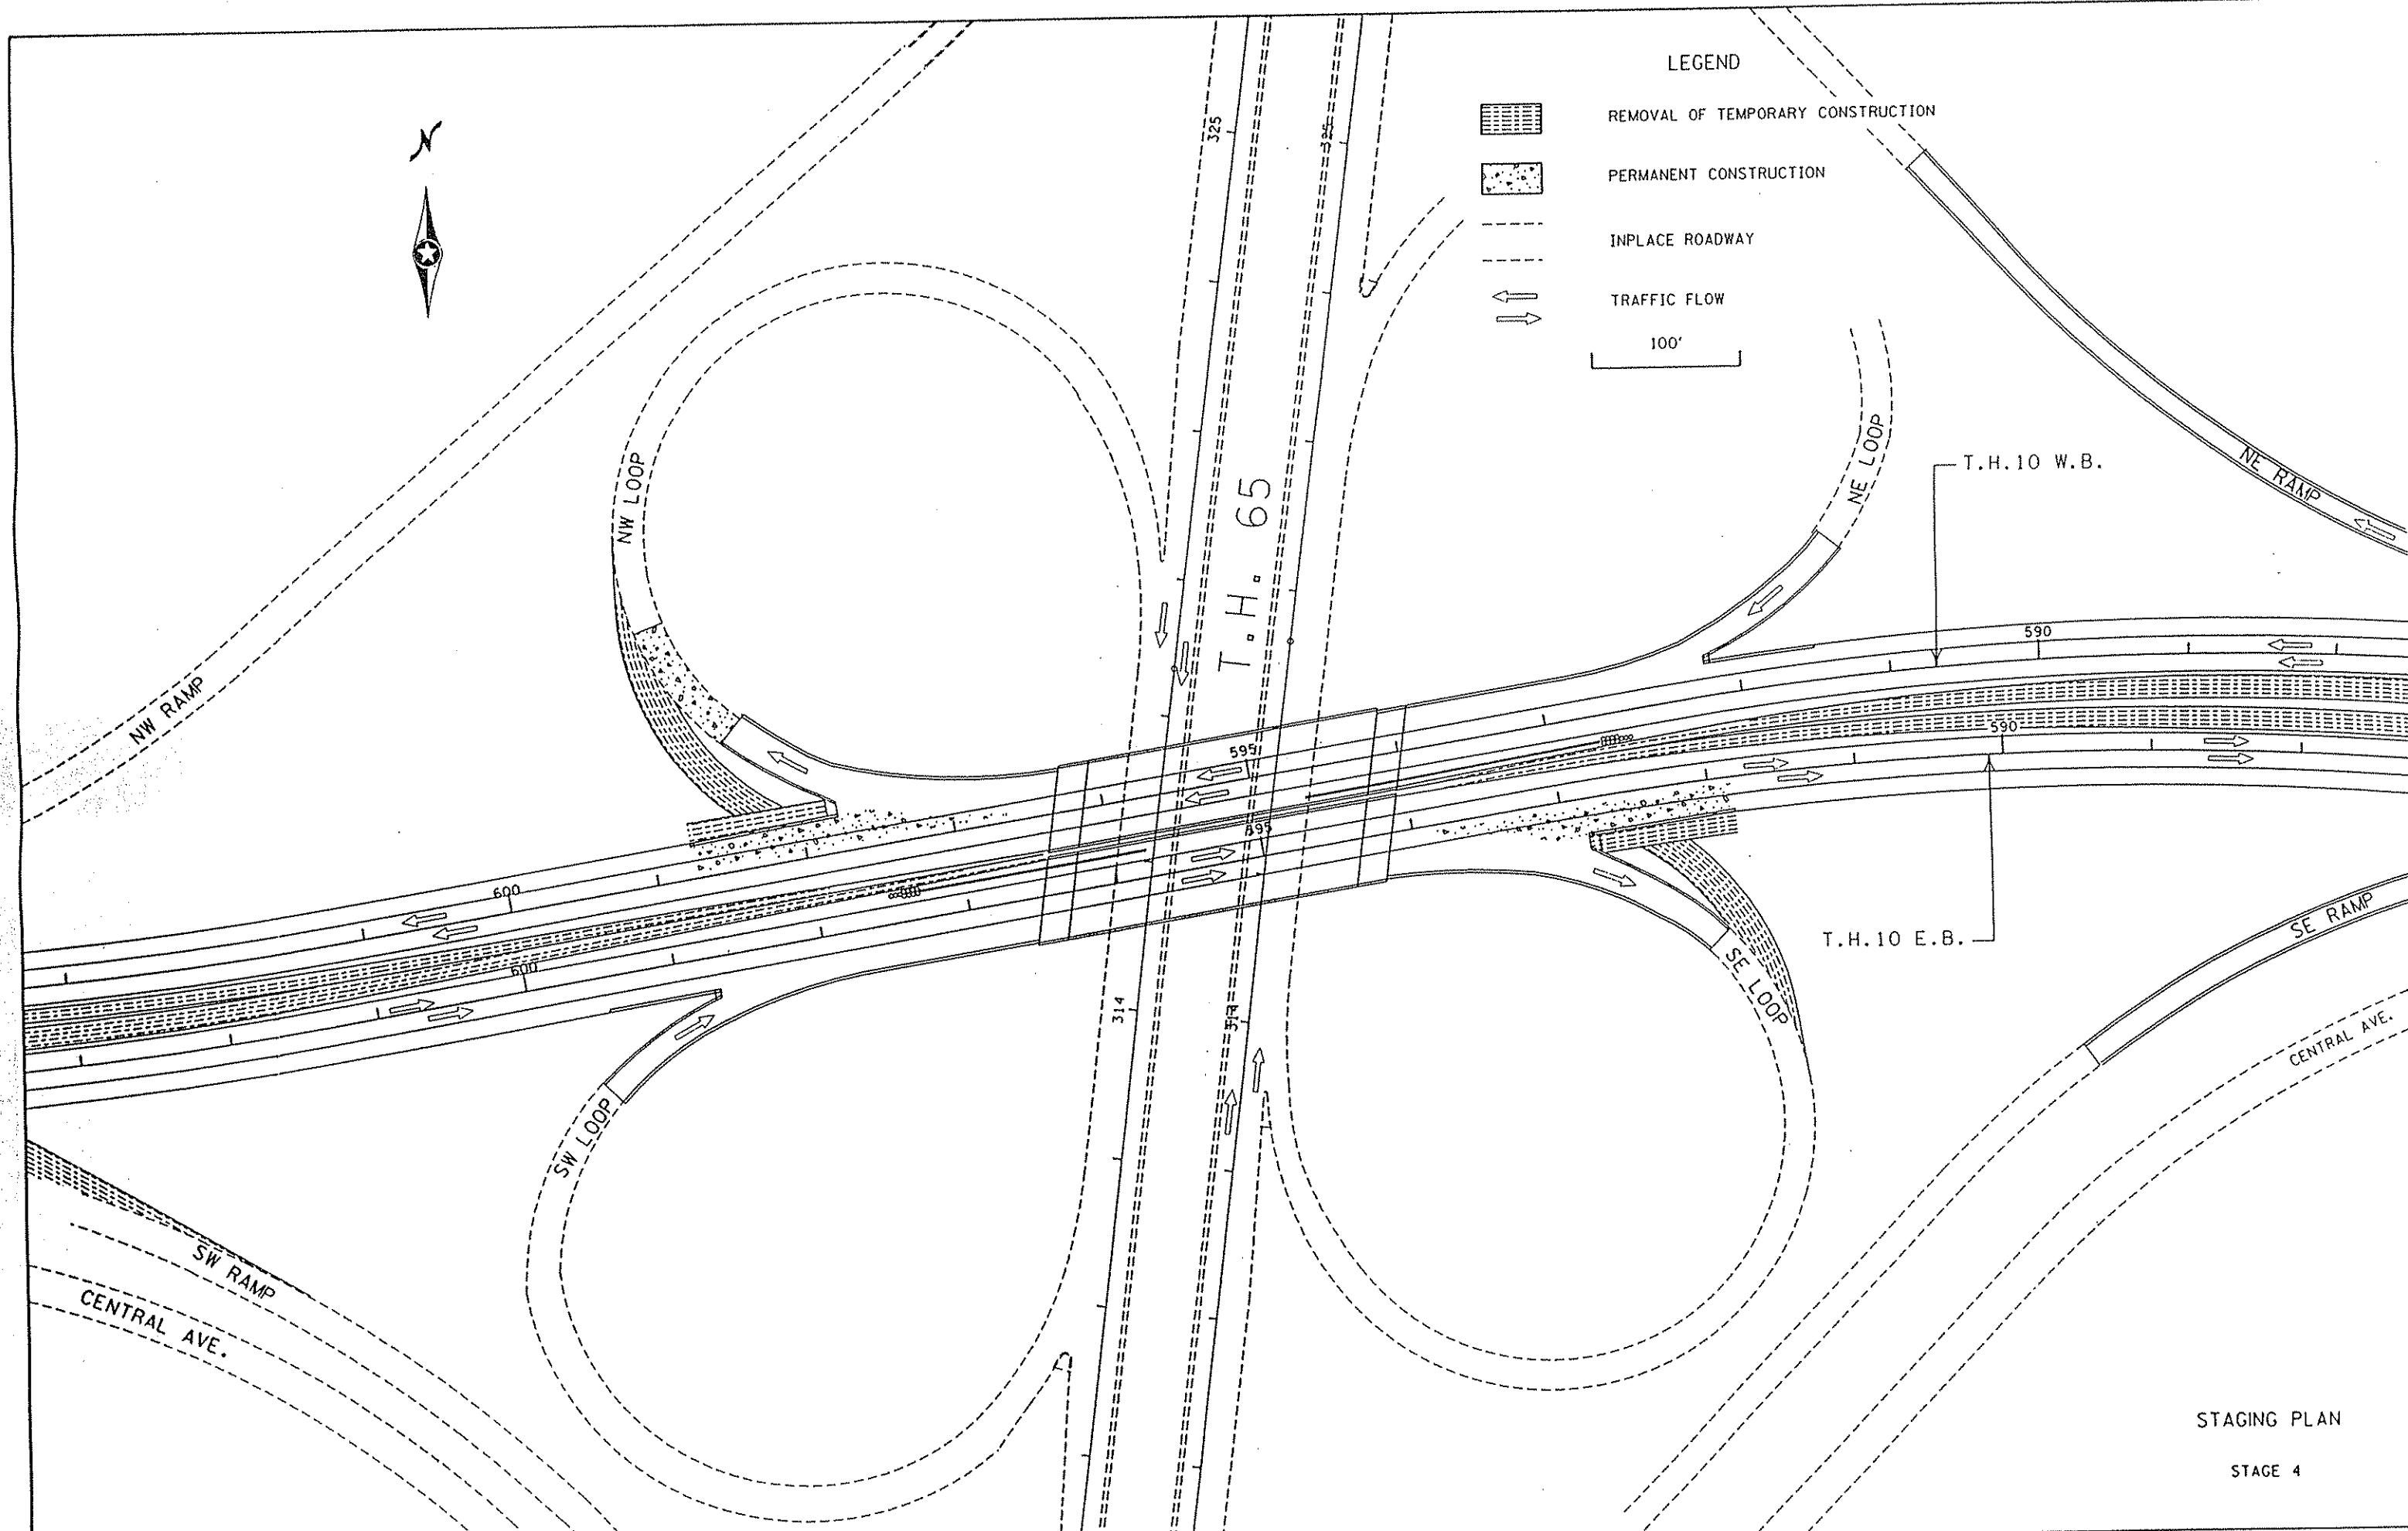 N
LEGEND
REMOVAL OF TEMPORARY CONSTRUCTION
PERMANENT CONSTRUCTION
INPLACE ROADWAY
TRAFFIC FLOW
100'
325
325
NW LOOP
T.H. 65
NE LOOP
T.H.10 W.B.
NE RAMP
NW RAMP
590
590
595
595
600
600
T.H.10 E.B.
SE RAMP
SE LOOP
CENTRAL AVE.
314
314
SW LOOP
SW RAMP
CENTRAL AVE.
STAGING PLAN
STAGE 4